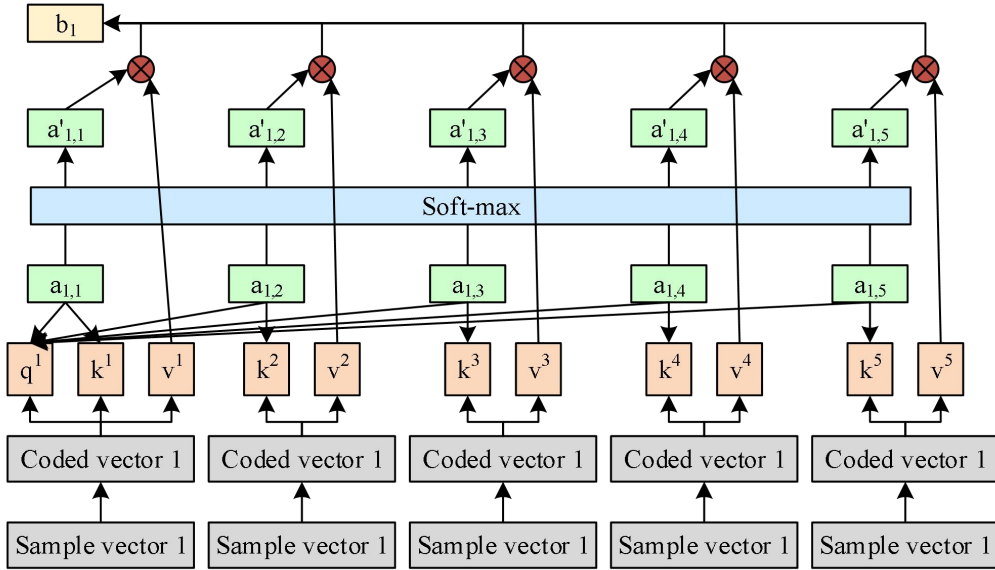 b₁
a'₁,₁ a'₁,₂ a'₁,₃ a'₁,₄ a'₁,₅
Soft-max
a₁,₁ a₁,₂ a₁,₃ a₁,₄ a₁,₅
q¹ k¹ v¹ k² v² k³ v³ k⁴ v⁴ k⁵ v⁵
Coded vector 1 Coded vector 1 Coded vector 1 Coded vector 1 Coded vector 1
Sample vector 1 Sample vector 1 Sample vector 1 Sample vector 1 Sample vector 1